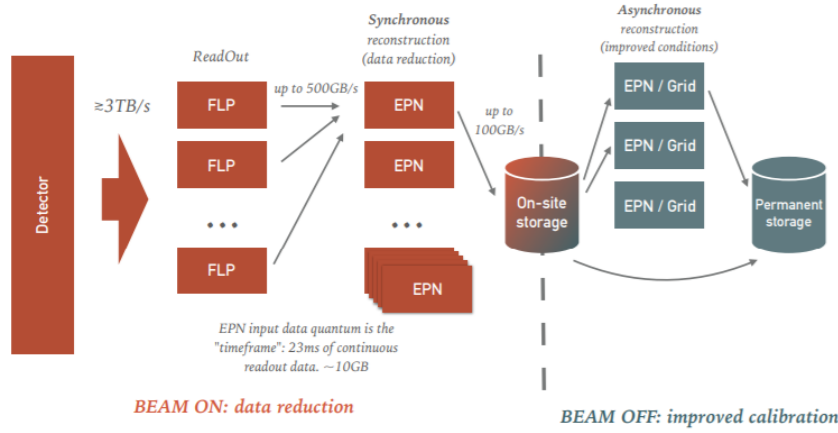 Detector
≥3TB/s
ReadOut
FLP
FLP
• • •
FLP
up to 500GB/s
Synchronous
reconstruction
(data reduction)
EPN
EPN
• • •
EPN
EPN input data quantum is the
"timeframe": 23ms of continuous
readout data. ~10GB
up to
100GB/s
On-site
storage
Asynchronous
reconstruction
(improved conditions)
EPN / Grid
EPN / Grid
EPN / Grid
Permanent
storage
BEAM ON: data reduction
BEAM OFF: improved calibration